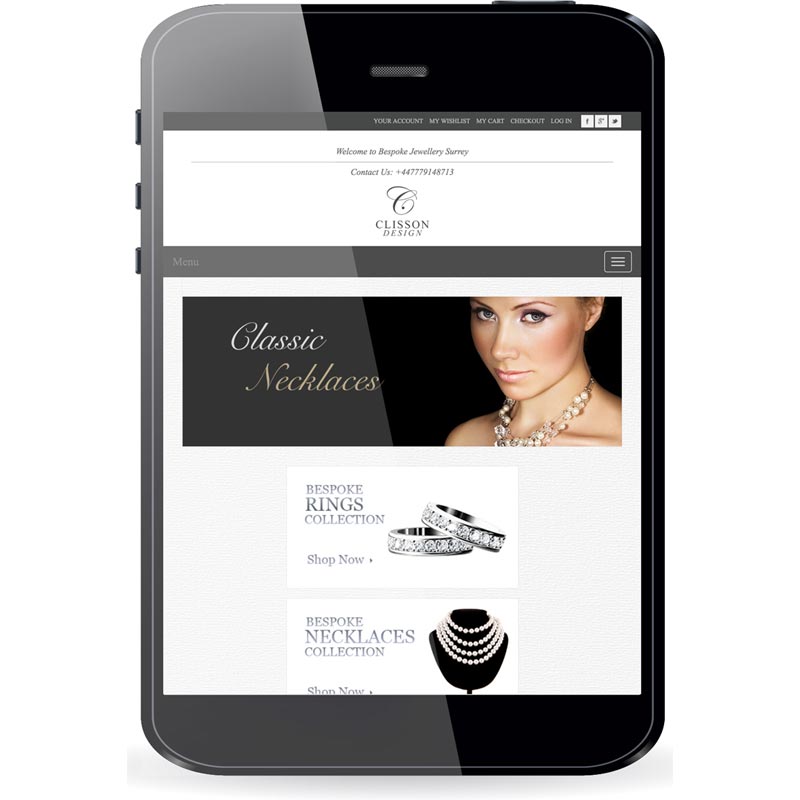 YOUR ACCOUNT MY WISHLIST MY CART CHECKOUT LOG IN
Welcome to Bespoke Jewellery Surrey
Contact Us: +447779148713
CLISSON
DESIGN
Menu
Classic
Necklaces
BESPOKE
RINGS
COLLECTION
Shop Now
BESPOKE
NECKLACES
COLLECTION
Shop Now